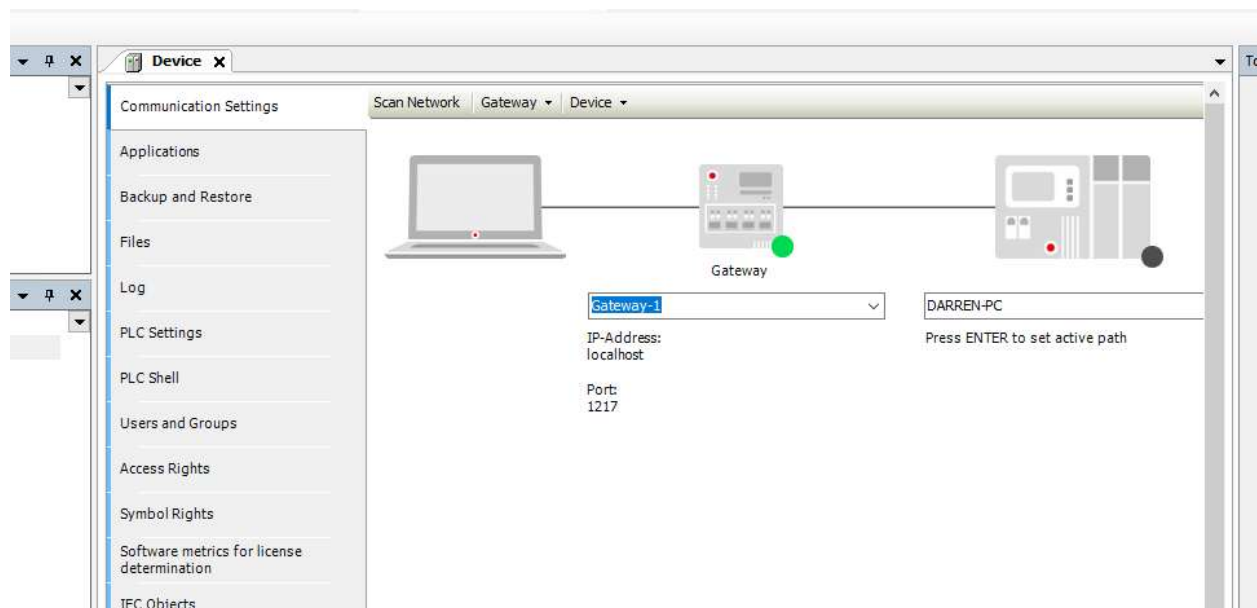 Device
To
Communication Settings
Scan Network Gateway Device
Applications
Backup and Restore
Files
Log
PLC Settings
PLC Shell
Users and Groups
Access Rights
Symbol Rights
Software metrics for license
determination
IEC Objects
Gateway
Gateway-1
IP-Address:
localhost
Port:
1217
DARREN-PC
Press ENTER to set active path